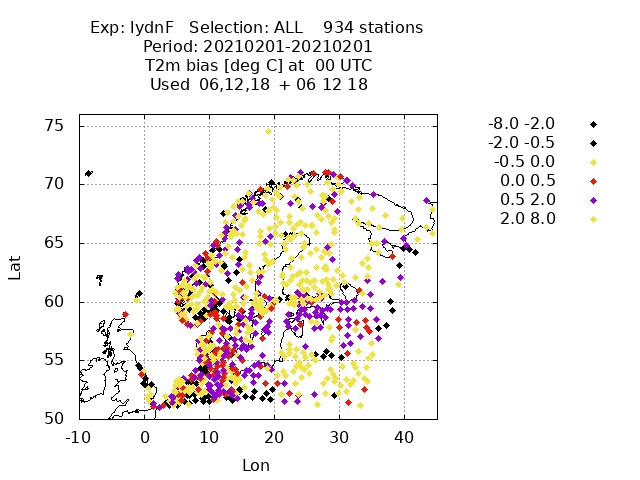 Exp: IydnF   Selection: ALL    934 stations
Period: 20210201-20210201
T2m bias [deg C] at  00 UTC
Used  06,12,18  + 06 12 18
75
70
65
60
55
50
Lat
-10 0 10 20 30 40
Lon
-8.0 -2.0
-2.0 -0.5
-0.5 0.0
0.0 0.5
0.5 2.0
2.0 8.0